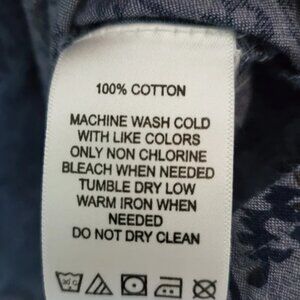 100% COTTON
MACHINE WASH COLD
WITH LIKE COLORS
ONLY NON CHLORINE
BLEACH WHEN NEEDED
TUMBLE DRY LOW
WARM IRON WHEN
NEEDED
DO NOT DRY CLEAN